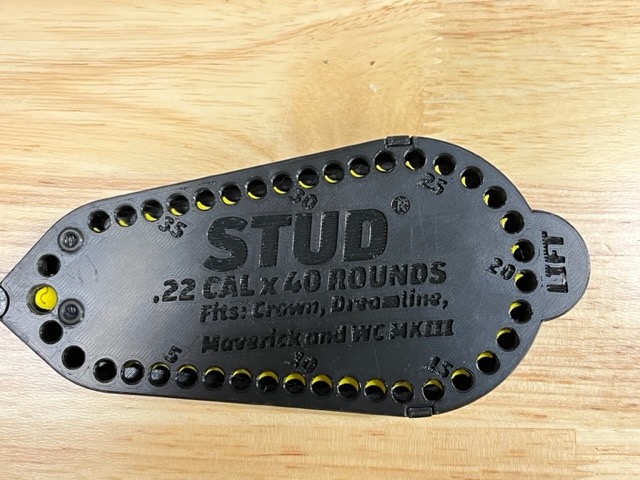 STUD®
.22 CAL x 40 ROUNDS
Fits: Crown, Dreamline,
Maverick and WC MKIII
LIFT
5
10
15
20
25
30
35